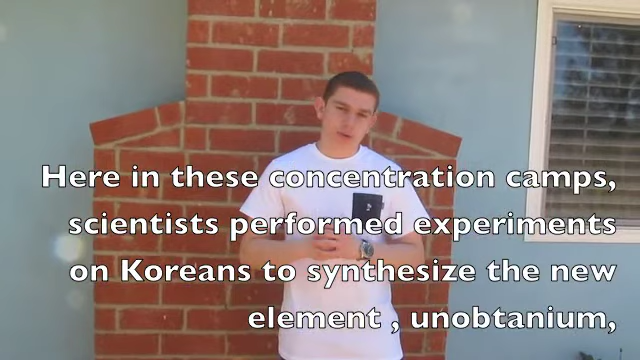 Here in these concentration camps,
scientists performed experiments
on Koreans to synthesize the new
element , unobtanium,